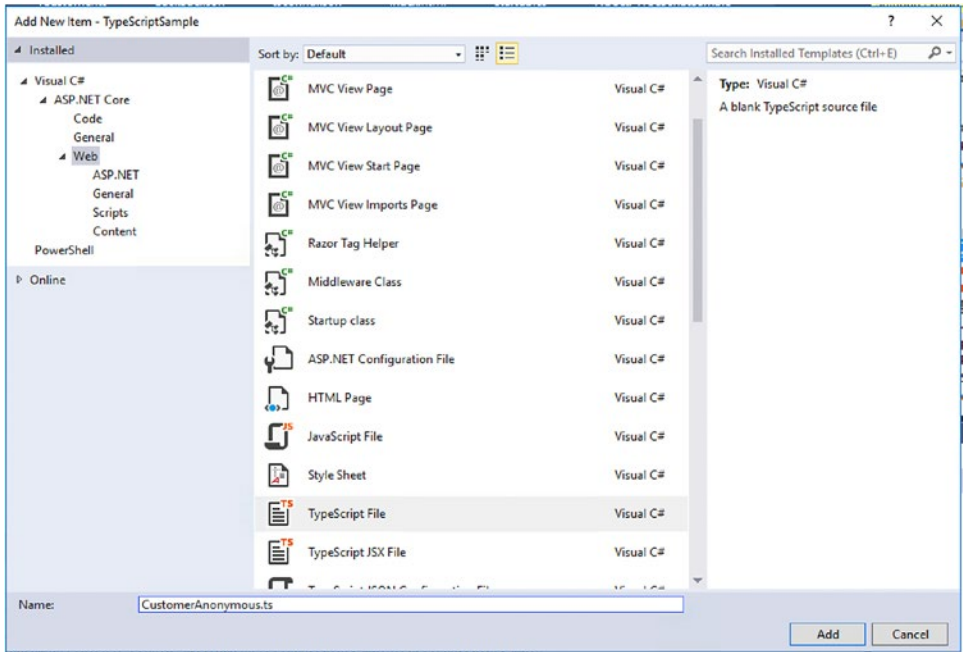 Add New Item - TypeScriptSample
Installed
Sort by: Default
Search Installed Templates (Ctrl+E)
Visual C#
ASP.NET Core
Code
General
Web
ASP.NET
General
Scripts
Content
PowerShell
Online
MVC View Page Visual C#
MVC View Layout Page Visual C#
MVC View Start Page Visual C#
MVC View Imports Page Visual C#
Razor Tag Helper Visual C#
Middleware Class Visual C#
Startup class Visual C#
ASP.NET Configuration File Visual C#
HTML Page Visual C#
JavaScript File Visual C#
Style Sheet Visual C#
TypeScript File Visual C#
TypeScript JSX File Visual C#
Type: Visual C#
A blank TypeScript source file
Name: CustomerAnonymous.ts
Add Cancel